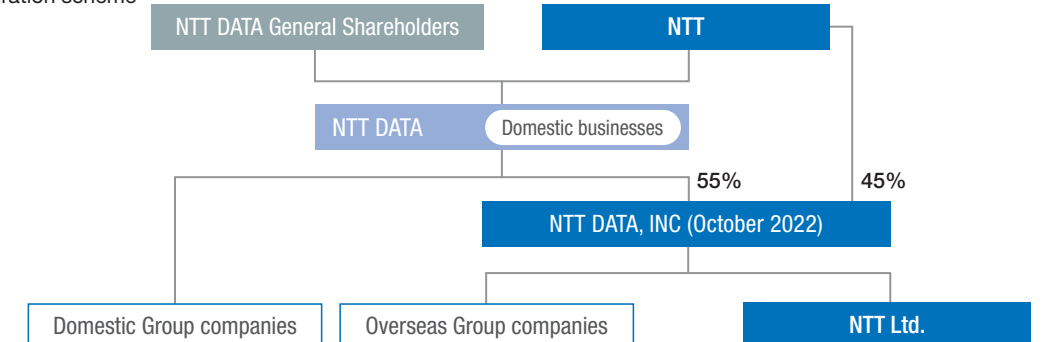 NTT DATA General Shareholders
NTT
NTT DATA
Domestic businesses
55%
45%
NTT DATA, INC (October 2022)
Domestic Group companies
Overseas Group companies
NTT Ltd.